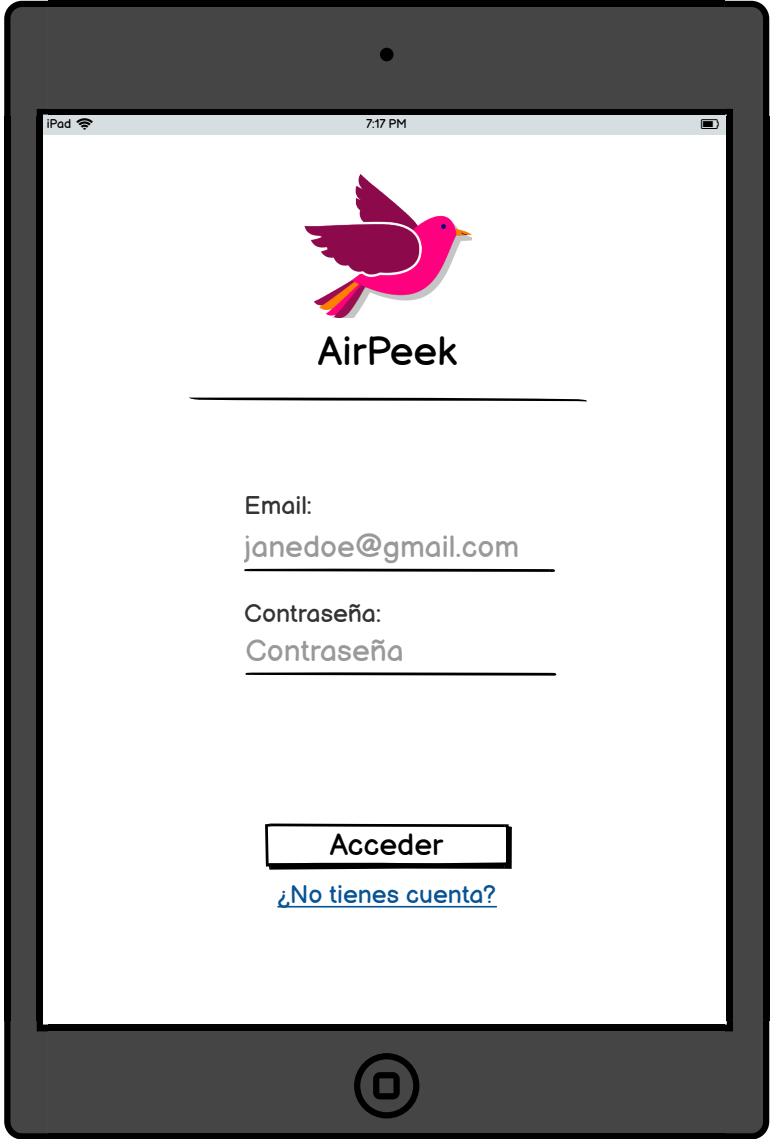 iPad 7:17 PM
AirPeek
Email:
janedoe@gmail.com
Contraseña:
Contraseña
Acceder
¿No tienes cuenta?